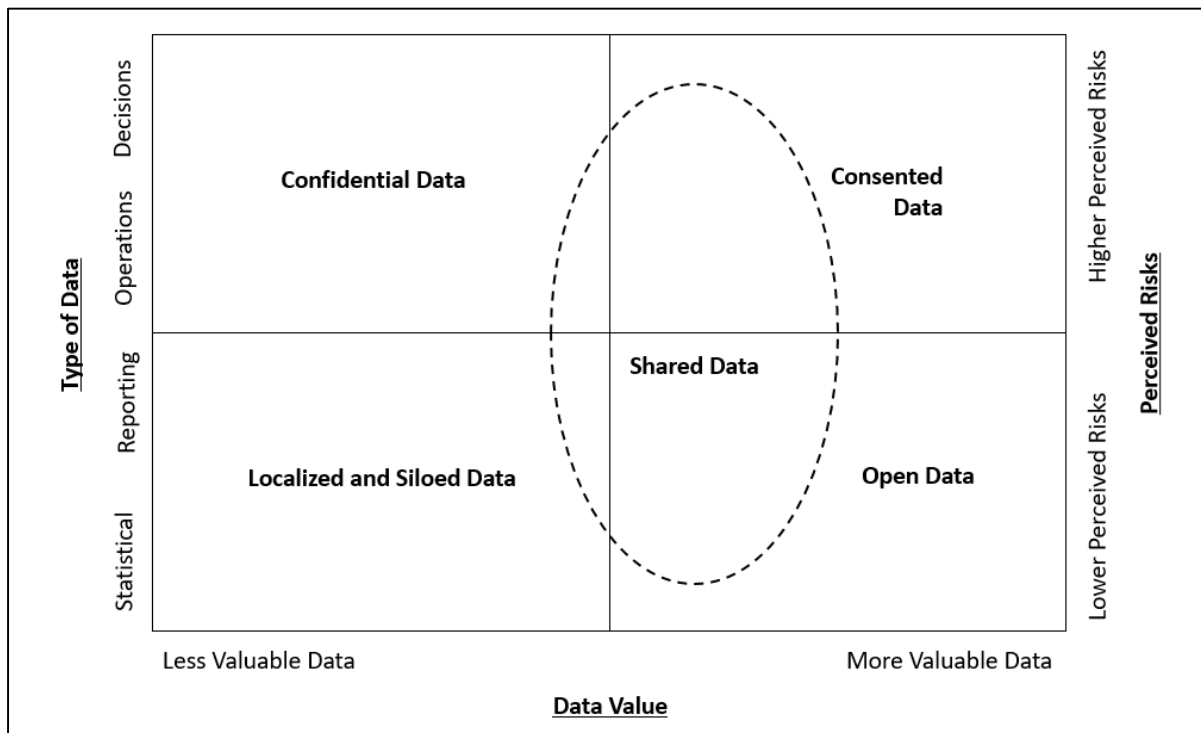 Type of Data
Decisions
Operations
Reporting
Statistical
Confidential Data
Consented
Data
Shared Data
Localized and Siloed Data
Open Data
Higher Perceived Risks
Lower Perceived Risks
Perceived Risks
Less Valuable Data
More Valuable Data
Data Value